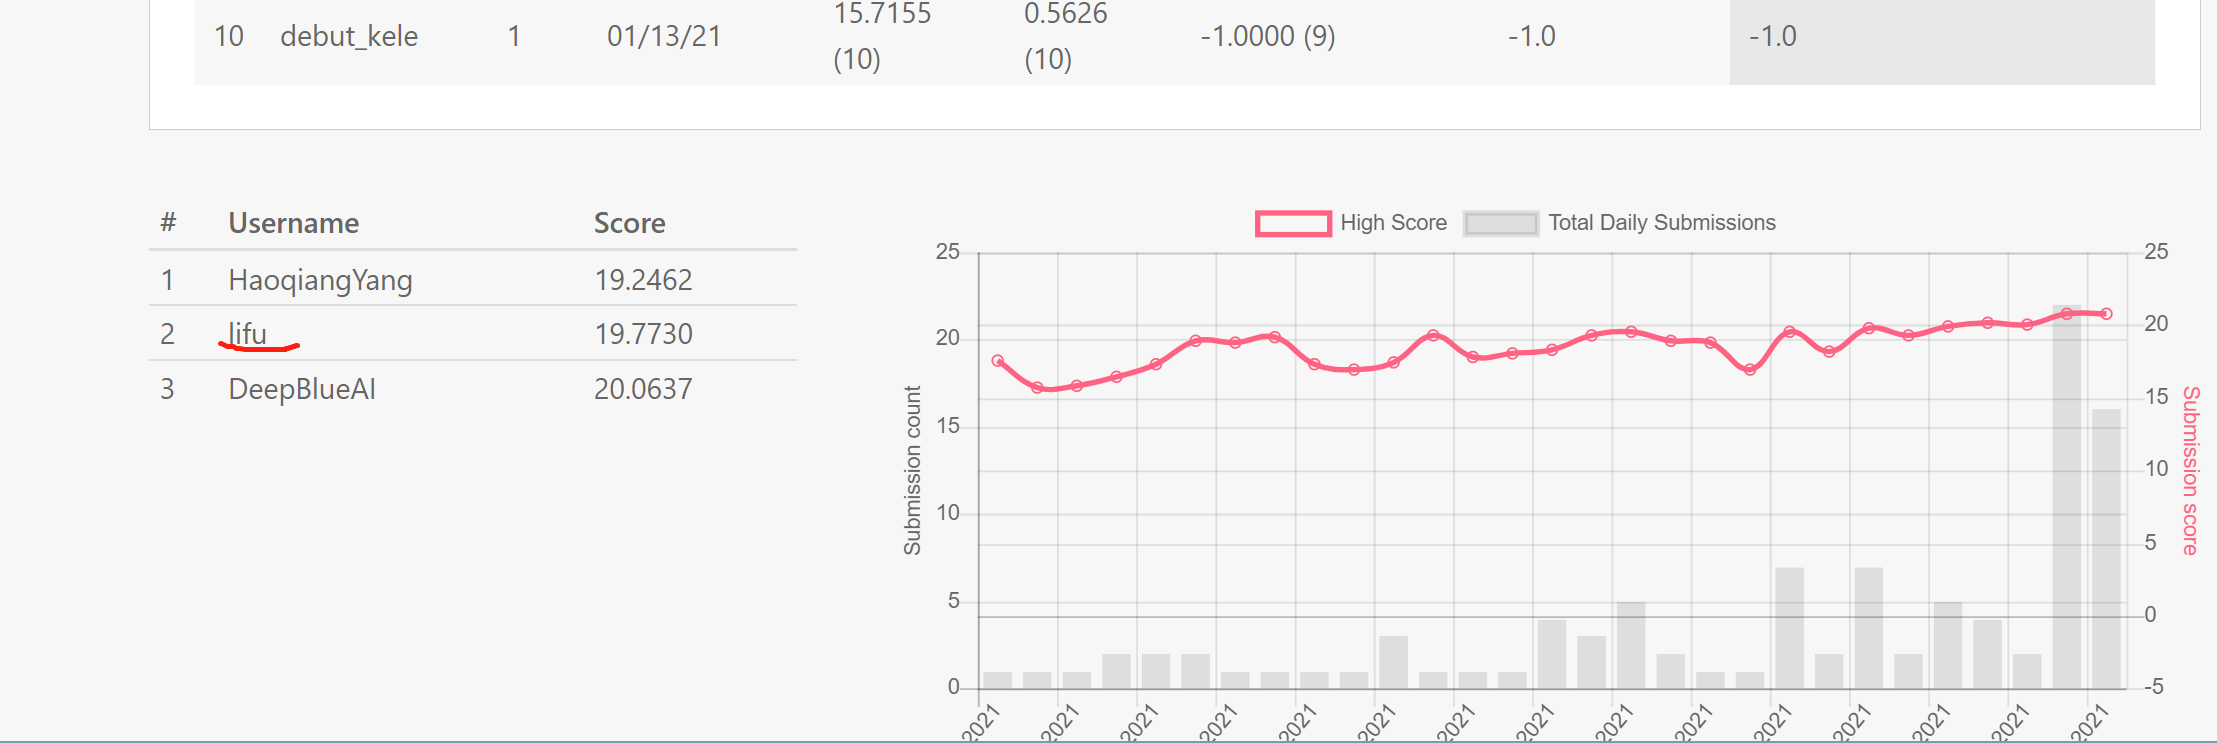 10 debut_kele 1 01/13/21 15.7155 (10) 0.5626 (10) -1.0000 (9) -1.0 -1.0
# Username Score
1 HaoqiangYang 19.2462
2 lifu 19.7730
3 DeepBlueAI 20.0637
High Score Total Daily Submissions
Submission count
25
20
15
10
5
0
25
20
15
10
5
0
-5
Submission score
2021 2021 2021 2021 2021 2021 2021 2021 2021 2021 2021 2021 2021 2021 2021